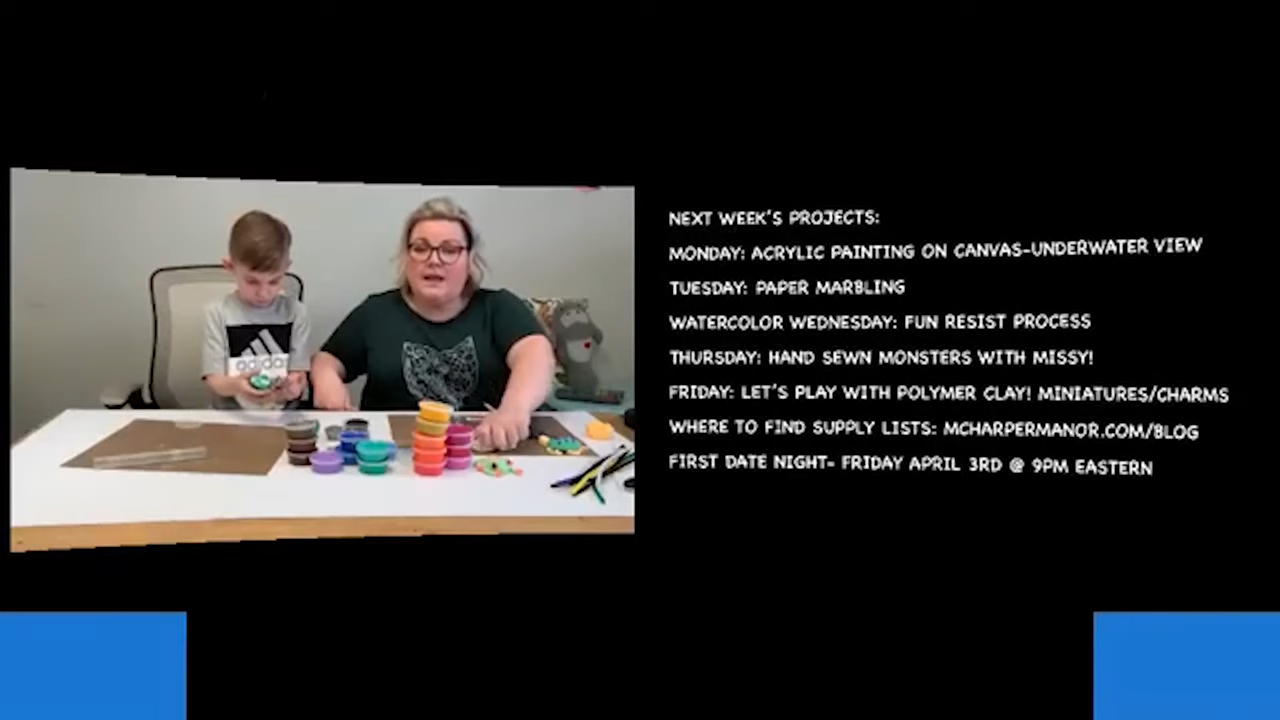 adidas
NEXT WEEK'S PROJECTS:
MONDAY: ACRYLIC PAINTING ON CANVAS-UNDERWATER VIEW
TUESDAY: PAPER MARBLING
WATERCOLOR WEDNESDAY: FUN RESIST PROCESS
THURSDAY: HAND SEWN MONSTERS WITH MISSY!
FRIDAY: LET'S PLAY WITH POLYMER CLAY! MINIATURES/CHARMS
WHERE TO FIND SUPPLY LISTS: MCHARPERMANOR.COM/BLOG
FIRST DATE NIGHT- FRIDAY APRIL 3RD @ 9PM EASTERN